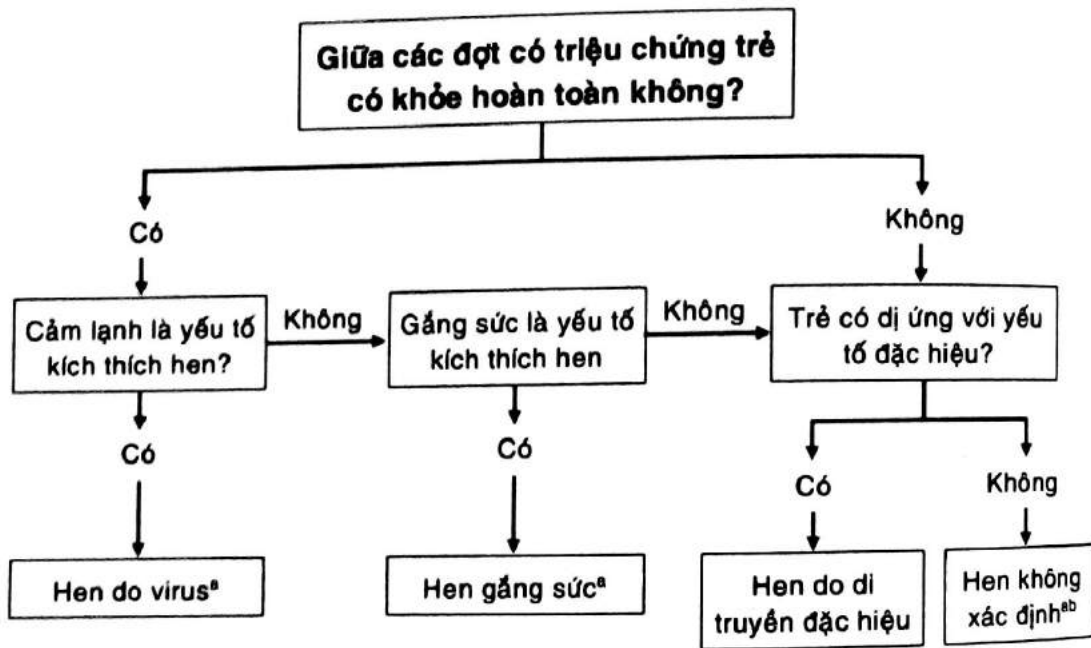 Giữa các đợt có triệu chứng trẻ
có khỏe hoàn toàn không?
Có
Không
Cảm lạnh là yếu tố
kích thích hen?
Không
Gắng sức là yếu tố
kích thích hen
Không
Trẻ có dị ứng với yếu
tố đặc hiệu?
Có
Có
Có
Không
Hen do virusᵃ
Hen gắng sứcᵃ
Hen do di
truyền đặc hiệu
Hen không
xác địnhᵃᵇ